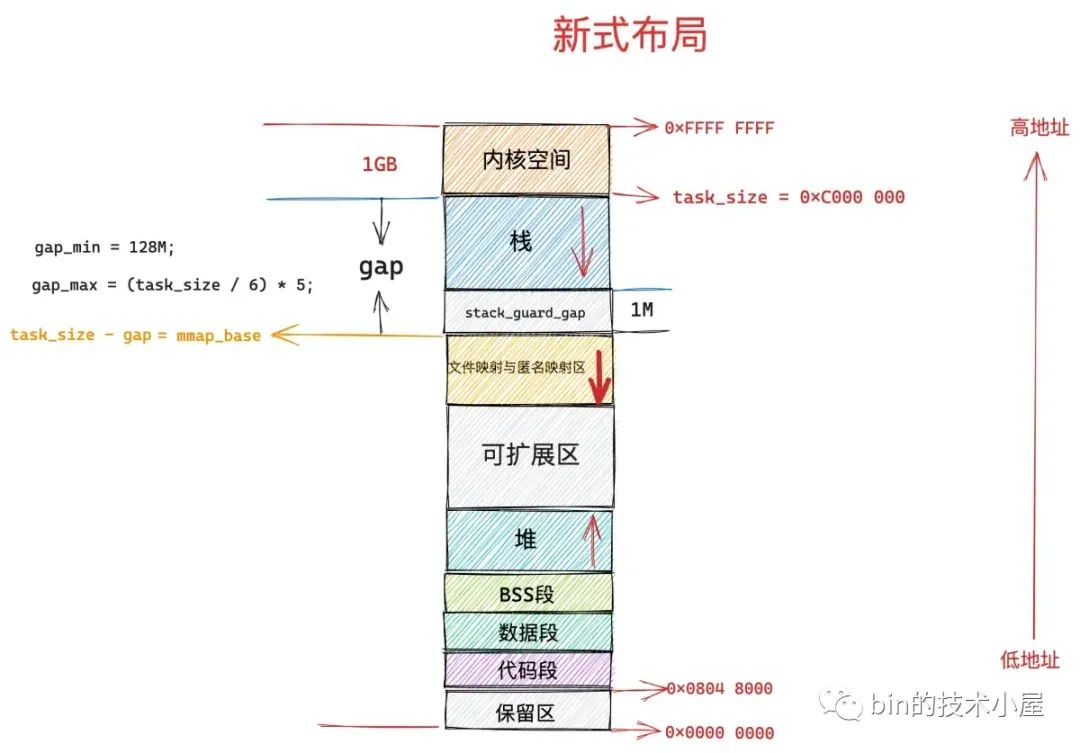 新式布局
0×FFFF FFFF
高地址
内核空间
1GB
task_size = 0×C000 000
栈
gap_min = 128M;
gap
gap_max = (task_size / 6) * 5;
stack_guard_gap
1M
task_size - gap = mmap_base
文件映射与匿名映射区
可扩展区
堆
BSS段
数据段
代码段
低地址
0×0804 8000
保留区
bin的技术小屋
0×0000 0000